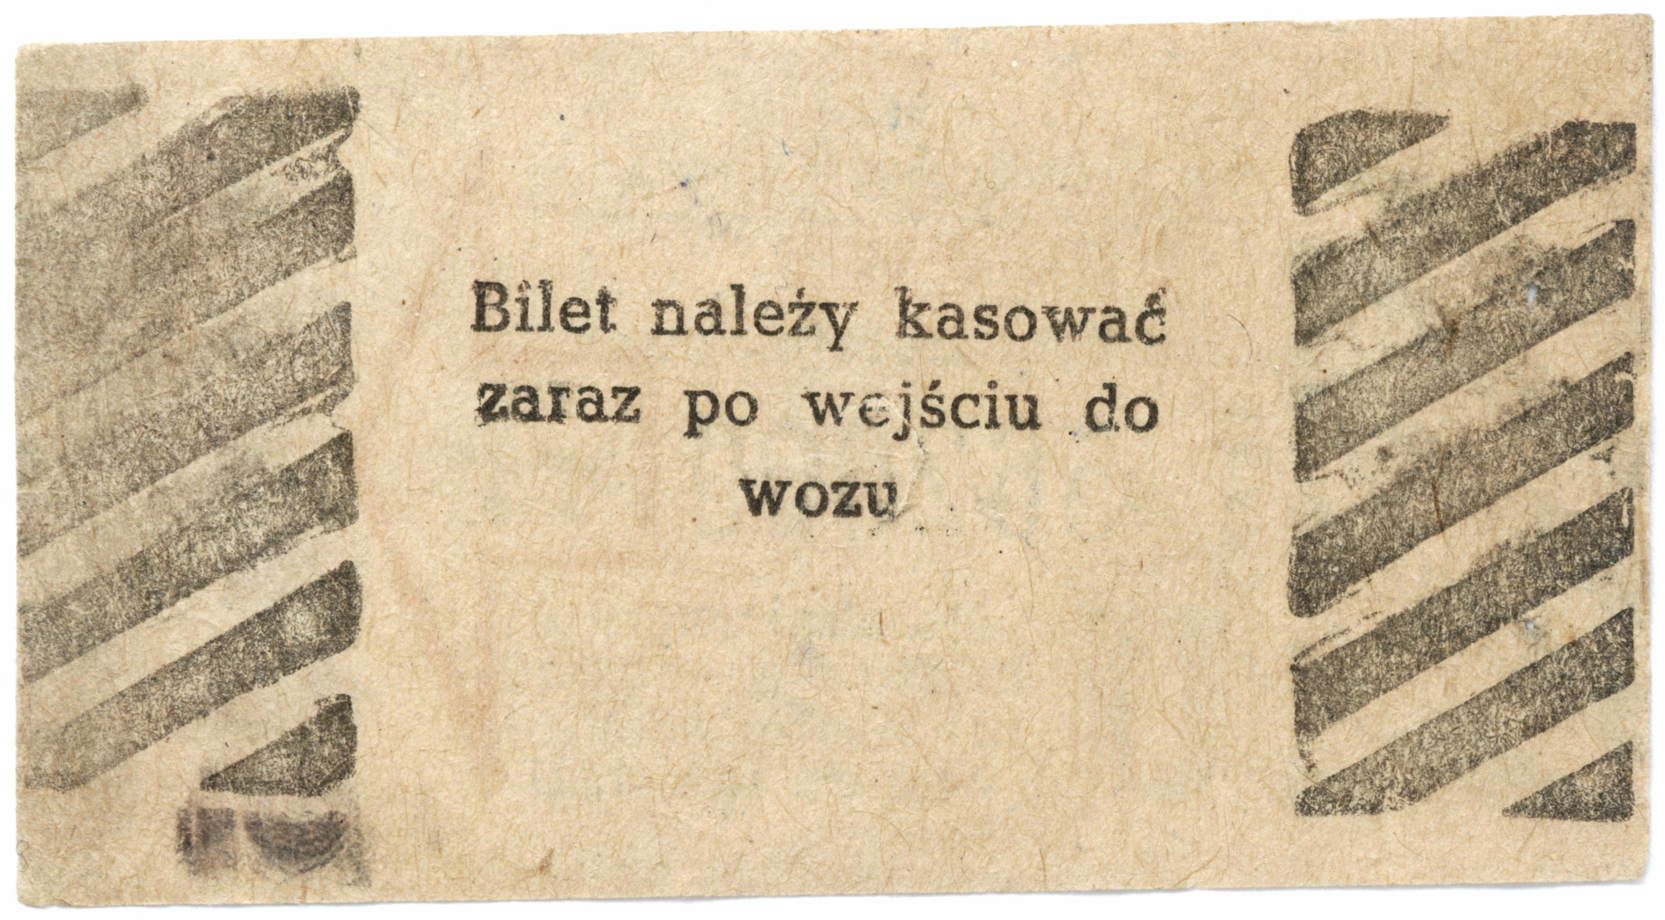 Bilet należy kasować
zaraz po wejściu do
wozu